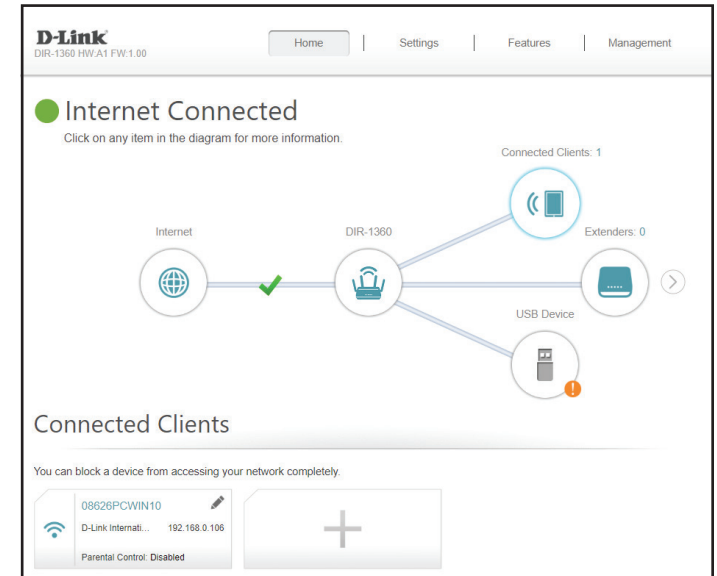 D-Link
DIR-1360 HW:A1 FW:1.00
Home
Settings
Features
Management
Internet Connected
Click on any item in the diagram for more information.
Connected Clients: 1
Internet
DIR-1360
Extenders: 0
USB Device
Connected Clients
You can block a device from accessing your network completely.
08626PCWIN10
D-Link Internati... 192.168.0.106
Parental Control: Disabled